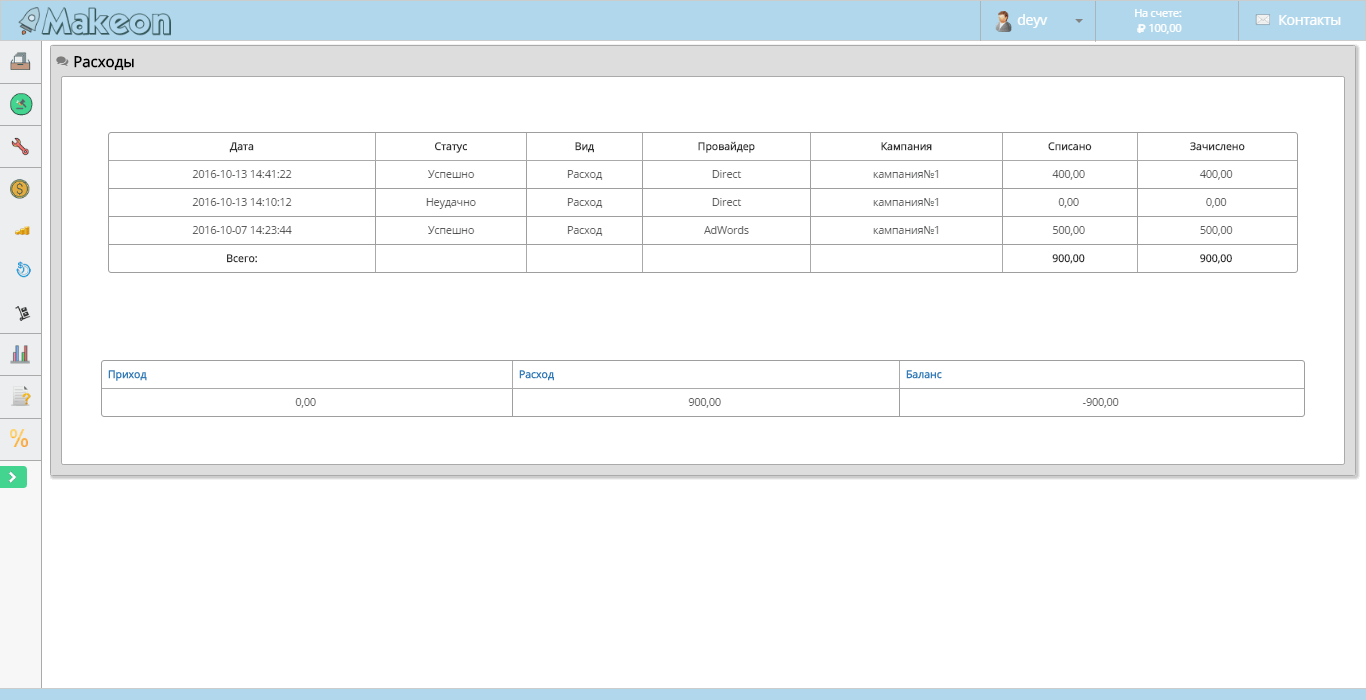 Makeon
deyv
На счете:
₽ 100,00
Контакты
Расходы
Дата Статус Вид Провайдер Кампания Списано Зачислено
2016-10-13 14:41:22 Успешно Расход Direct кампания№1 400,00 400,00
2016-10-13 14:10:12 Неудачно Расход Direct кампания№1 0,00 0,00
2016-10-07 14:23:44 Успешно Расход AdWords кампания№1 500,00 500,00
Всего: 900,00 900,00
Приход Расход Баланс
0,00 900,00 -900,00